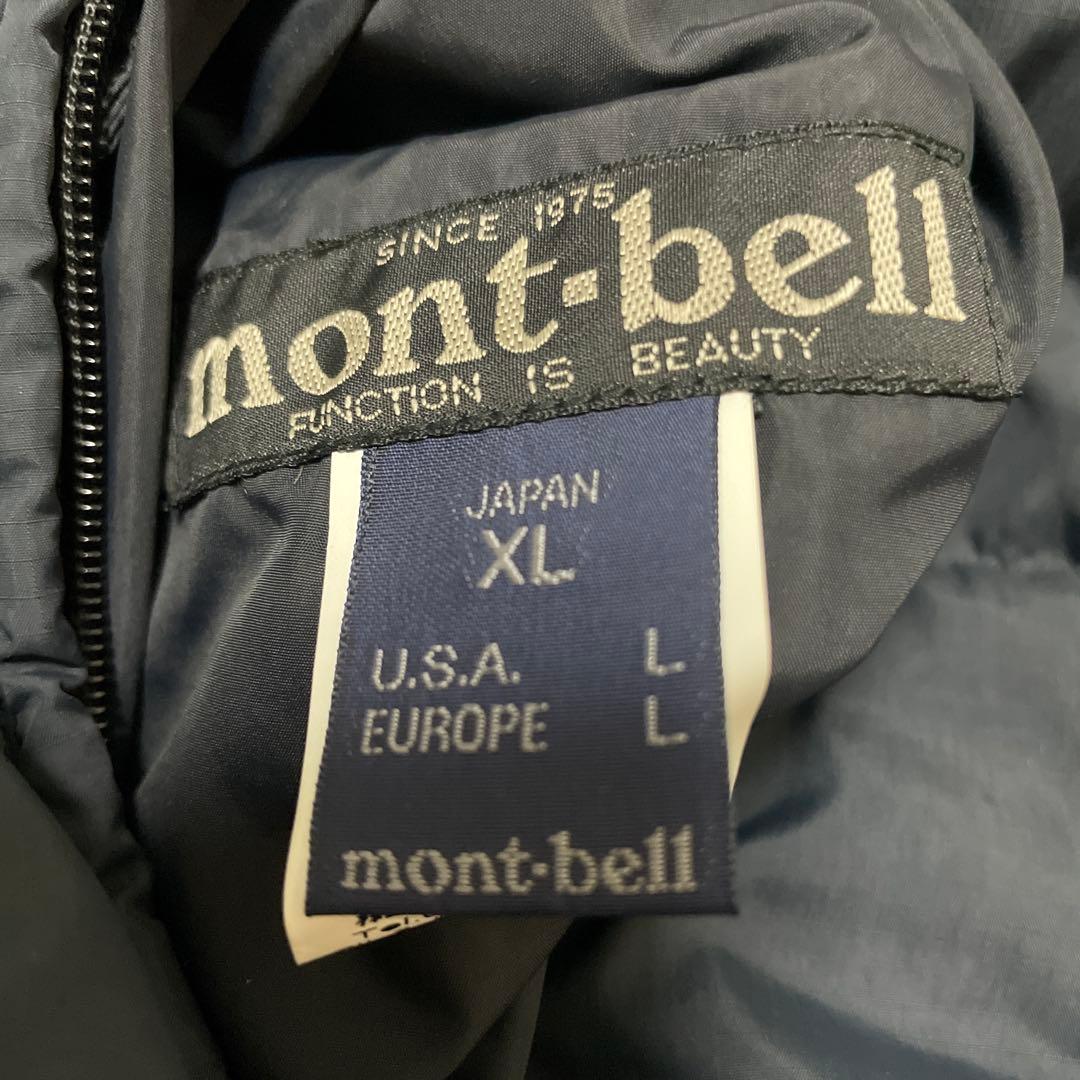 SINCE 1975
mont-bell
FUNCTION IS BEAUTY
JAPAN
XL
U.S.A. L
EUROPE L
mont-bell